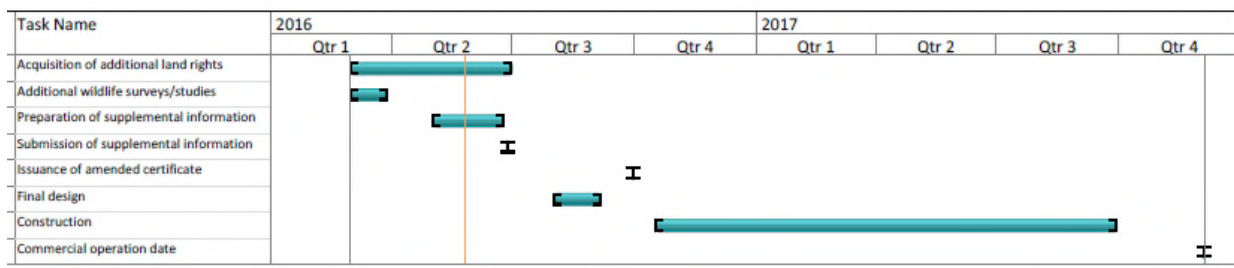 Task Name 2016 2017
Qtr 1 Qtr 2 Qtr 3 Qtr 4 Qtr 1 Qtr 2 Qtr 3 Qtr 4
Acquisition of additional land rights
Additional wildlife surveys/studies
Preparation of supplemental information
Submission of supplemental information
Issuance of amended certificate
Final design
Construction
Commercial operation date